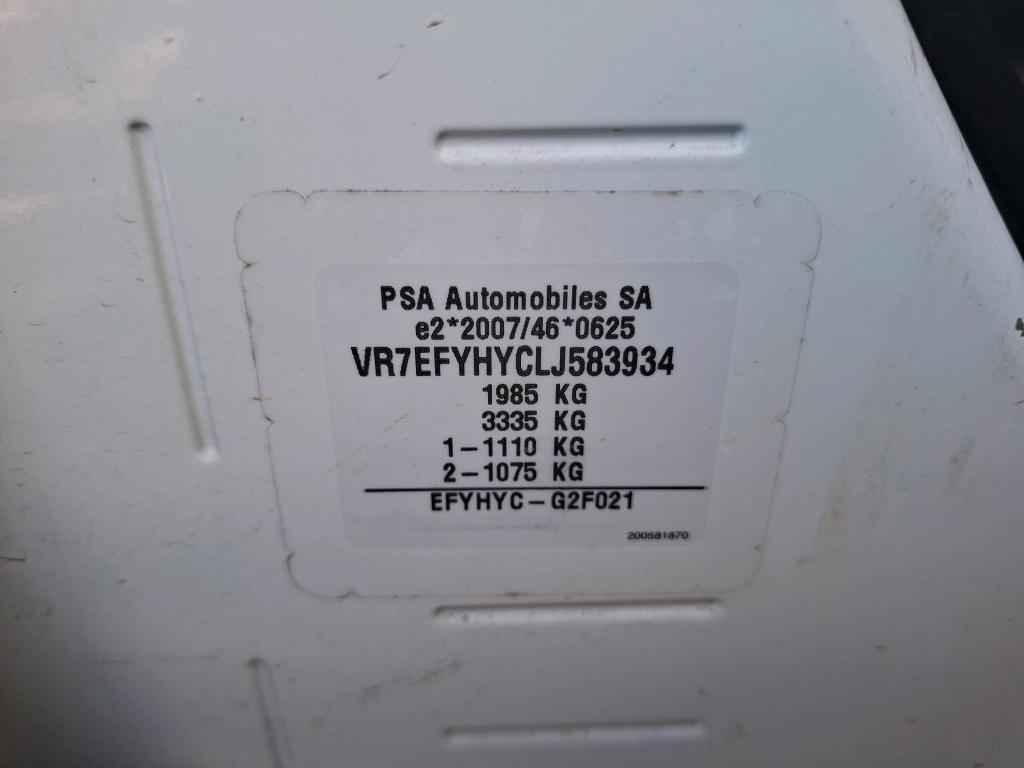 PSA Automobiles SA
e2*2007/46*0625
VR7EFYHYCLJ583934
1985 KG
3335 KG
1-1110 KG
2-1075 KG
EFYHYC-G2F021
200581870